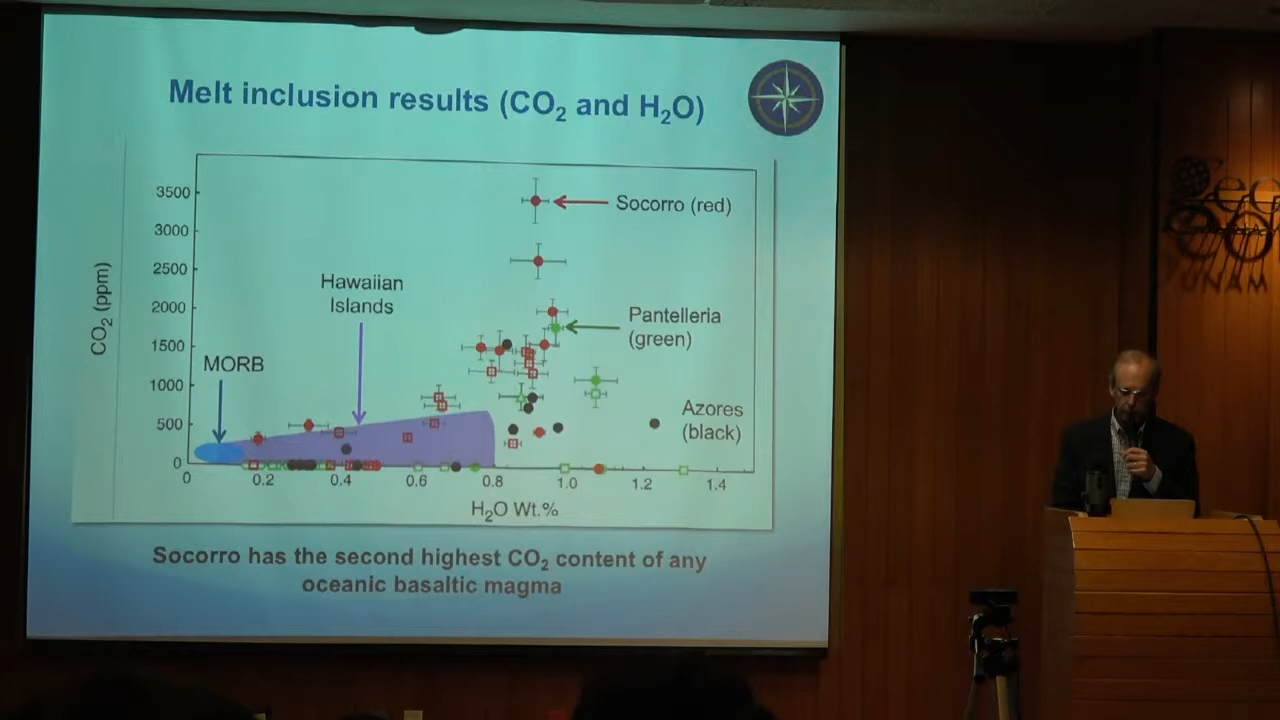 Melt inclusion results (CO₂ and H₂O)
3500
3000
2500
2000
1500
1000
500
0
CO₂ (ppm)
Socorro (red)
Hawaiian
Islands
Pantelleria
(green)
MORB
Azores
(black)
0
0.2
0.4
0.6
0.8
1.0
1.2
1.4
H₂O Wt.%
Socorro has the second highest CO₂ content of any
oceanic basaltic magma
UNAM